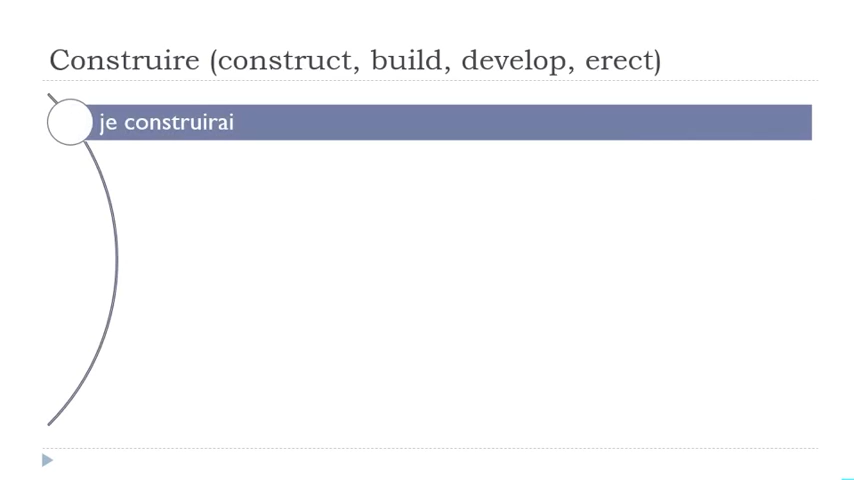 Construire (construct, build, develop, erect)
je construirai